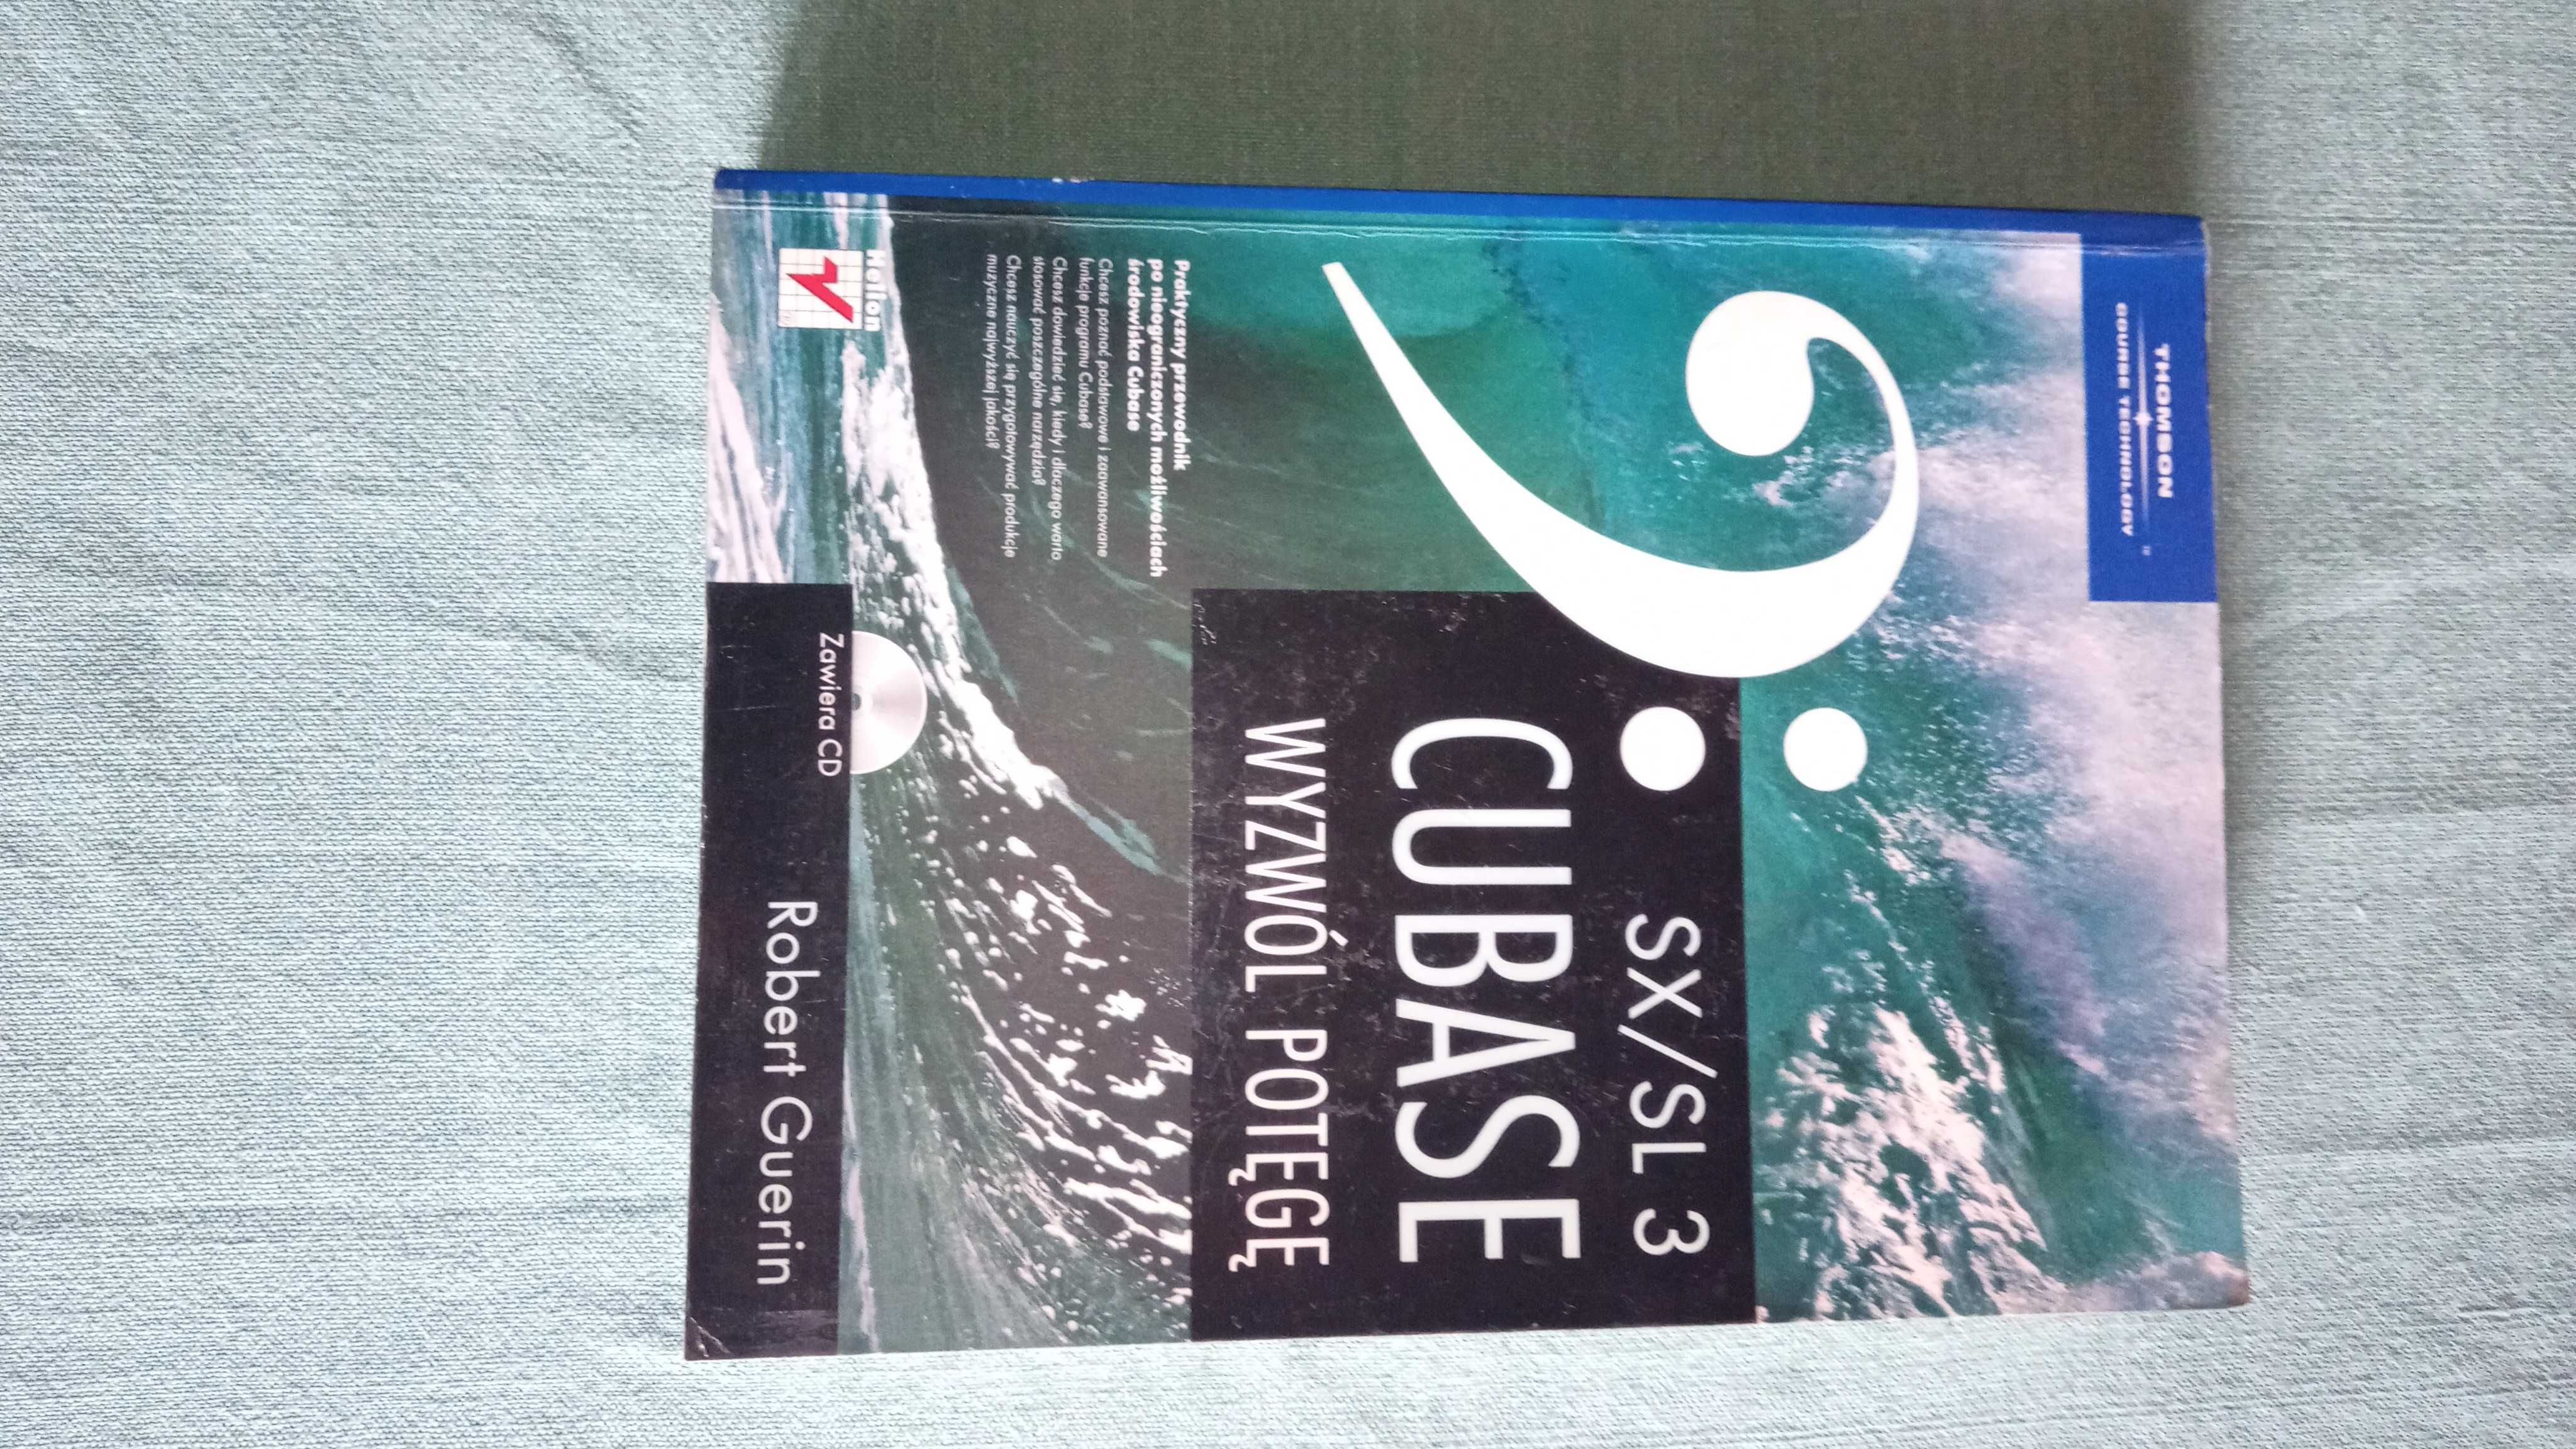 THOMSON
COURSE TECHNOLOGY
SX/SL 3
CUBASE
WYZWÓL POTĘGĘ
Praktyczny przewodnik
po nieograniczonych możliwościach
środowiska Cubase
Chcesz poznać podstawowe i zaawansowane
funkcje programu Cubase?
Chcesz dowiedzieć się, kiedy i dlaczego warto
stosować poszczególne narzędzia?
Chcesz nauczyć się przygotowywać produkcje
muzyczne najwyższej jakości?
Helion
Zawiera CD
Robert Guerin